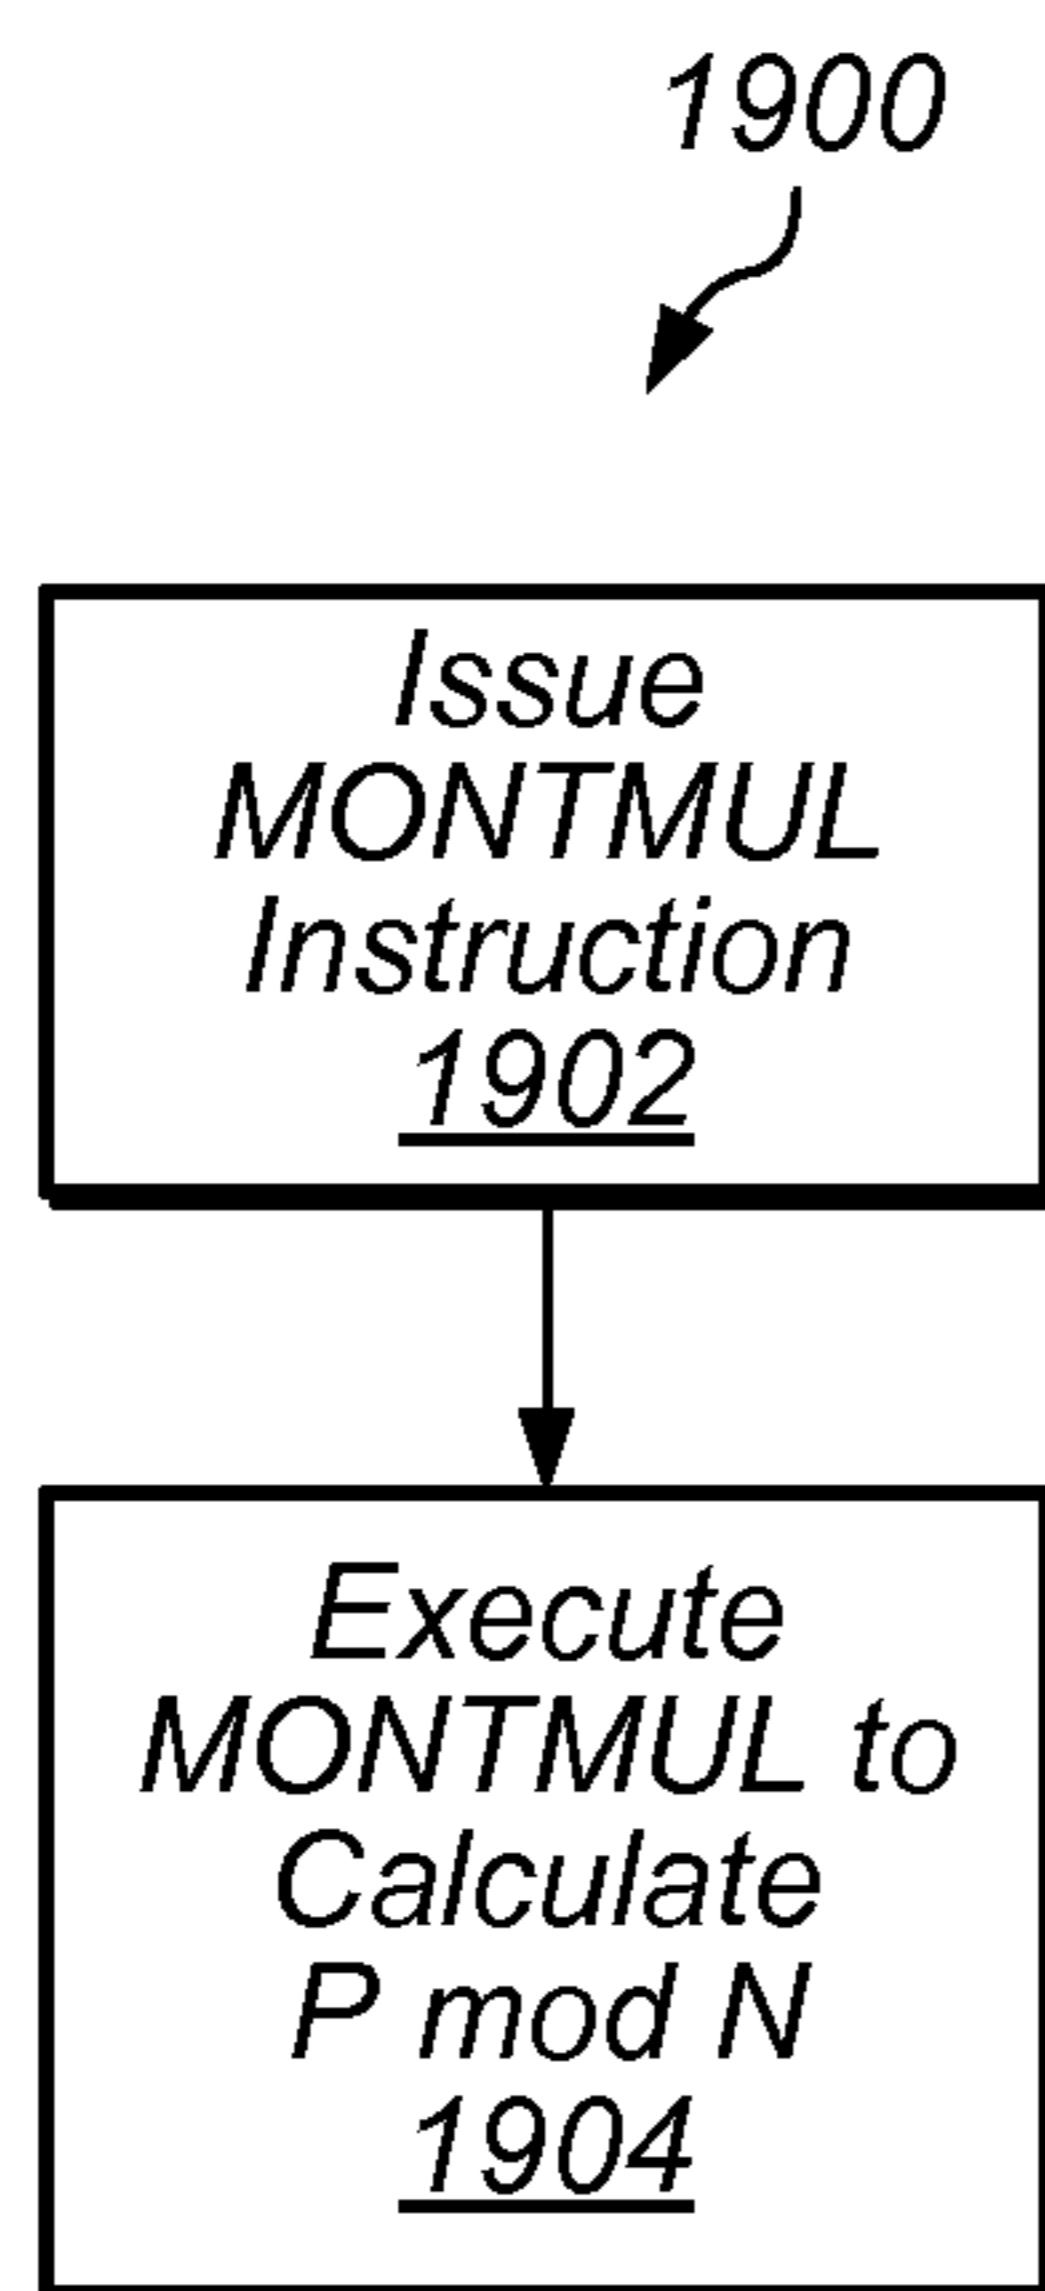 1900
Issue
MONTMUL
Instruction
1902
Execute
MONTMUL to
Calculate
P mod N
1904